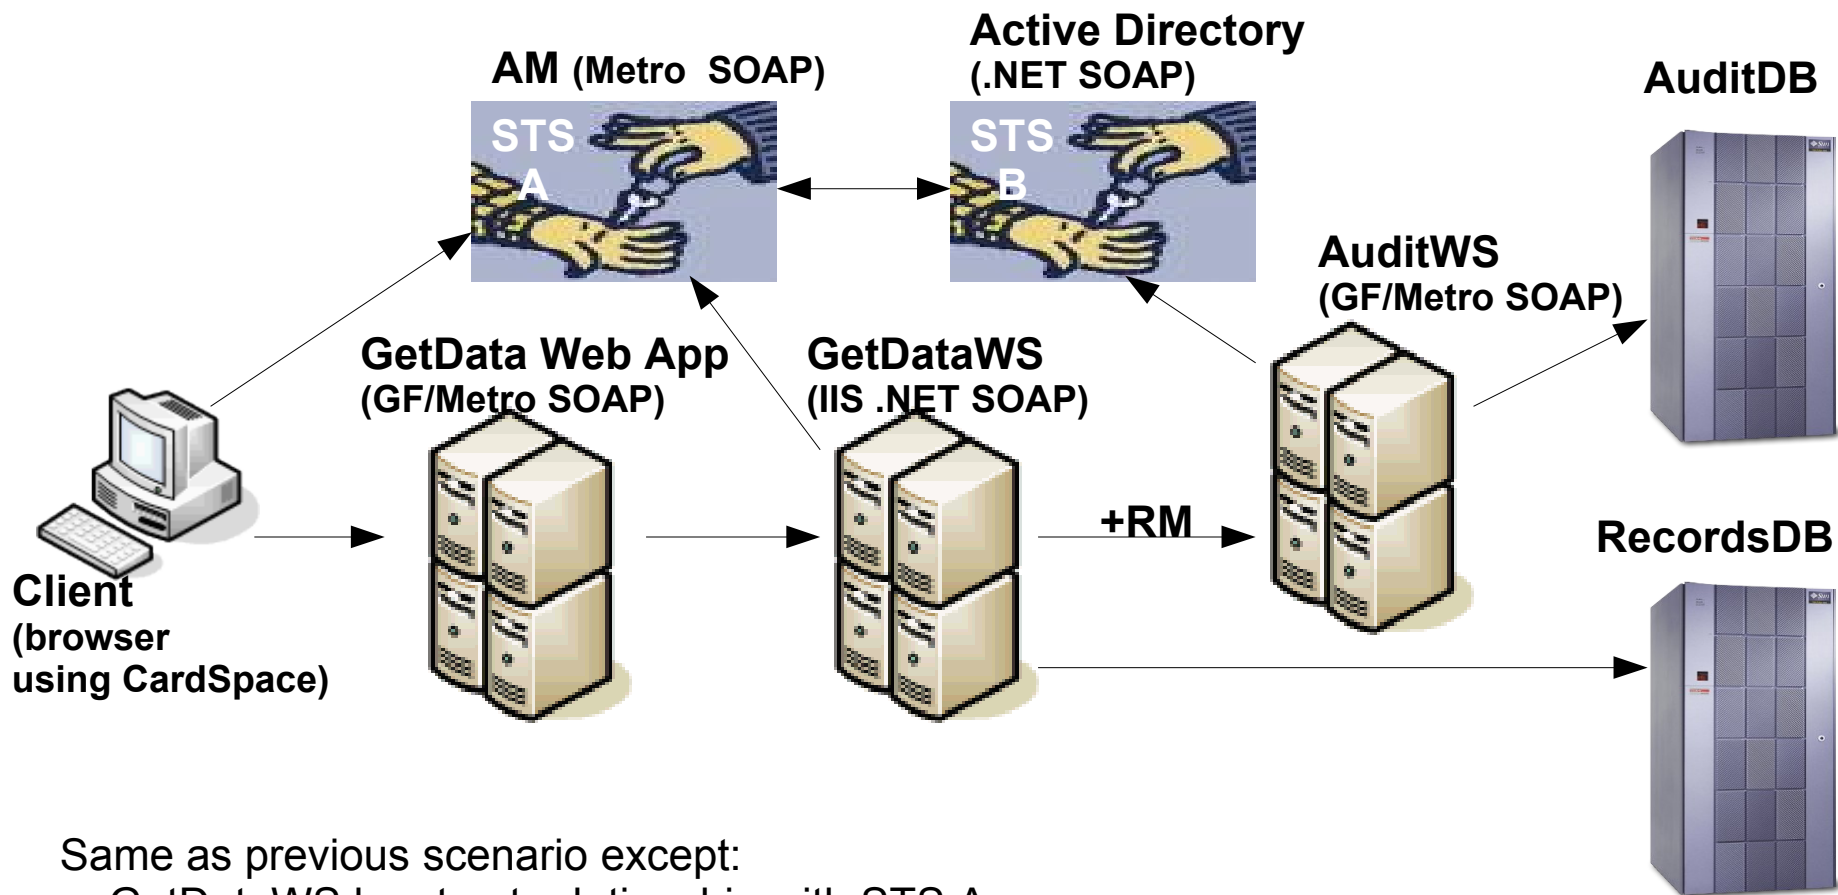 Active Directory
(.NET SOAP)
AM (Metro SOAP)
AuditDB
STS
A
STS
B
AuditWS
(GF/Metro SOAP)
GetData Web App
(GF/Metro SOAP)
GetDataWS
(IIS .NET SOAP)
+RM
RecordsDB
Client
(browser
using CardSpace)
Same as previous scenario except: